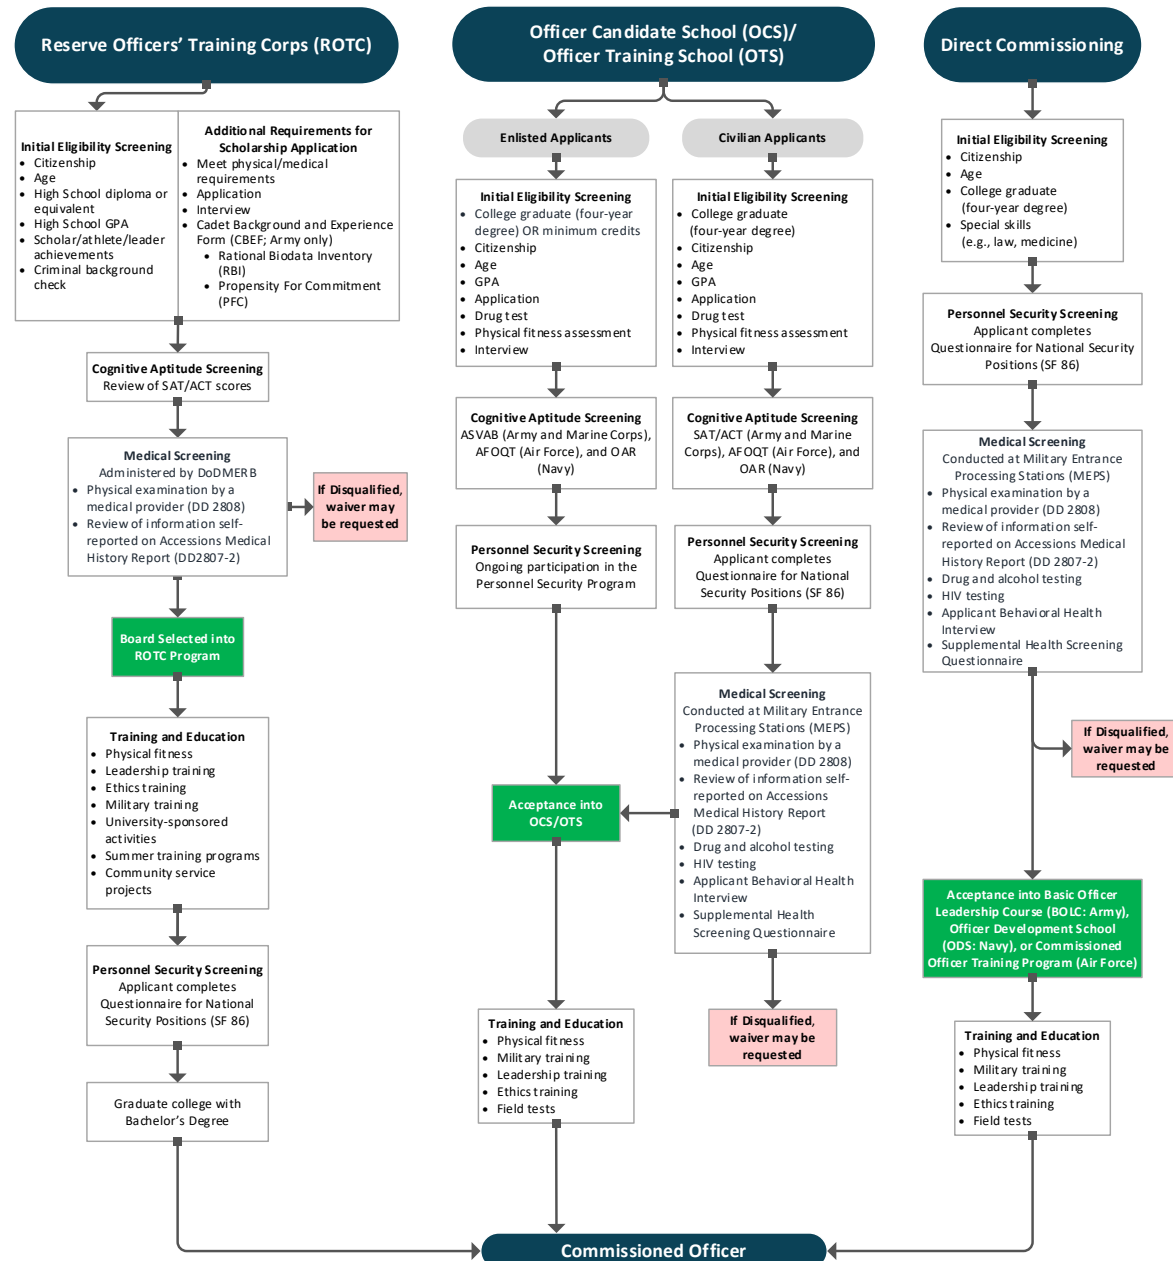 Reserve Officers' Training Corps (ROTC)
Initial Eligibility Screening
• Citizenship
• Age
• High School diploma or
equivalent
• High School GPA
• Scholar/athlete/leader
achievements
• Criminal background
check
Additional Requirements for
Scholarship Application
• Meet physical/medical
requirements
• Application
• Interview
• Cadet Background and Experience
Form (CBEF; Army only)
• Rational Biodata Inventory
(RBI)
• Propensity For Commitment
(PFC)
Cognitive Aptitude Screening
Review of SAT/ACT scores
Medical Screening
Administered by DoDMERB
• Physical examination by a
medical provider (DD 2808)
• Review of information self-
reported on Accessions Medical
History Report (DD2807-2)
If Disqualified,
waiver may
be requested
Board Selected into
ROTC Program
Training and Education
• Physical fitness
• Leadership training
• Ethics training
• Military training
• University-sponsored
activities
• Summer training programs
• Community service
projects
Personnel Security Screening
Applicant completes
Questionnaire for National
Security Positions (SF 86)
Graduate college with
Bachelor's Degree
Officer Candidate School (OCS)/
Officer Training School (OTS)
Enlisted Applicants
Initial Eligibility Screening
• College graduate (four-year
degree) OR minimum credits
• Citizenship
• Age
• GPA
• Application
• Drug test
• Physical fitness assessment
• Interview
Cognitive Aptitude Screening
ASVAB (Army and Marine Corps),
AFOQT (Air Force), and OAR
(Navy)
Personnel Security Screening
Ongoing participation in the
Personnel Security Program
Civilian Applicants
Initial Eligibility Screening
• College graduate
(four-year degree)
• Citizenship
• Age
• GPA
• Application
• Drug test
• Physical fitness assessment
• Interview
Cognitive Aptitude Screening
SAT/ACT (Army and Marine
Corps), AFOQT (Air Force), and
OAR (Navy)
Personnel Security Screening
Applicant completes
Questionnaire for National
Security Positions (SF 86)
Medical Screening
Conducted at Military Entrance
Processing Stations (MEPS)
• Physical examination by a
medical provider (DD 2808)
• Review of information self-
reported on Accessions
Medical History Report
(DD 2807-2)
• Drug and alcohol testing
• HIV testing
• Applicant Behavioral Health
Interview
• Supplemental Health
Screening Questionnaire
If Disqualified,
waiver may be
requested
Acceptance into
OCS/OTS
Training and Education
• Physical fitness
• Military training
• Leadership training
• Ethics training
• Field tests
Direct Commissioning
Initial Eligibility Screening
• Citizenship
• Age
• College graduate
(four-year degree)
• Special skills
(e.g., law, medicine)
Personnel Security Screening
Applicant completes
Questionnaire for National Security
Positions (SF 86)
Medical Screening
Conducted at Military Entrance
Processing Stations (MEPS)
• Physical examination by a
medical provider (DD 2808)
• Review of information self-
reported on Accessions Medical
History Report (DD 2807-2)
• Drug and alcohol testing
• HIV testing
• Applicant Behavioral Health
Interview
• Supplemental Health Screening
Questionnaire
If Disqualified,
waiver may be
requested
Acceptance into Basic Officer
Leadership Course (BOLC: Army),
Officer Development School
(ODS: Navy), or Commissioned
Officer Training Program (Air Force)
Training and Education
• Physical fitness
• Military training
• Leadership training
• Ethics training
• Field tests
Commissioned Officer